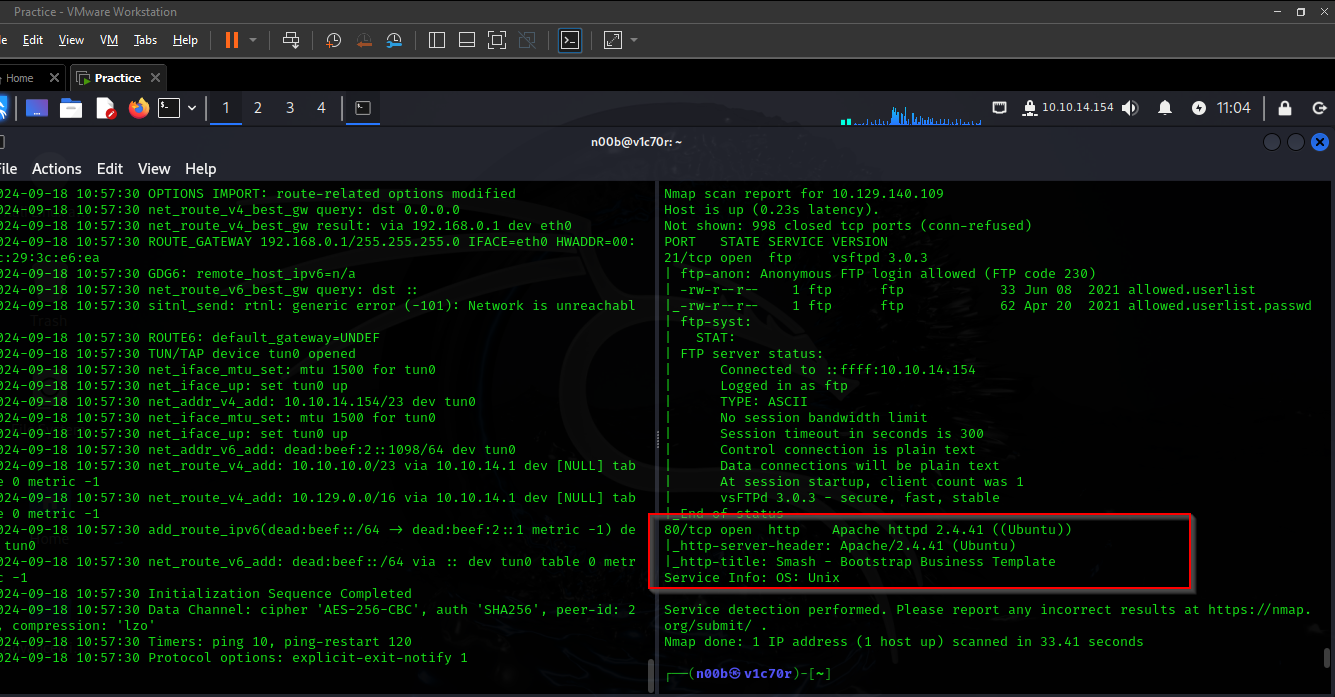 Practice - VMware Workstation
le Edit View VM Tabs Help
Home Practice
1 2 3 4 10.10.14.154 11:04
n00b@v1c70r: ~
File Actions Edit View Help
024-09-18 10:57:30 OPTIONS IMPORT: route-related options modified
024-09-18 10:57:30 net_route_v4_best_gw query: dst 0.0.0.0
024-09-18 10:57:30 net_route_v4_best_gw result: via 192.168.0.1 dev eth0
024-09-18 10:57:30 ROUTE_GATEWAY 192.168.0.1/255.255.255.0 IFACE=eth0 HWADDR=00:
c:29:3c:e6:ea
024-09-18 10:57:30 GDG6: remote_host_ipv6=n/a
024-09-18 10:57:30 net_route_v6_best_gw query: dst ::
024-09-18 10:57:30 sitnl_send: rtnl: generic error (-101): Network is unreachabl
024-09-18 10:57:30 ROUTE6: default_gateway=UNDEF
024-09-18 10:57:30 TUN/TAP device tun0 opened
024-09-18 10:57:30 net_iface_mtu_set: mtu 1500 for tun0
024-09-18 10:57:30 net_iface_up: set tun0 up
024-09-18 10:57:30 net_addr_v4_add: 10.10.14.154/23 dev tun0
024-09-18 10:57:30 net_iface_mtu_set: mtu 1500 for tun0
024-09-18 10:57:30 net_iface_up: set tun0 up
024-09-18 10:57:30 net_addr_v6_add: dead:beef:2::1098/64 dev tun0
024-09-18 10:57:30 net_route_v4_add: 10.10.10.0/23 via 10.10.14.1 dev [NULL] tab
e 0 metric -1
024-09-18 10:57:30 net_route_v4_add: 10.129.0.0/16 via 10.10.14.1 dev [NULL] tab
e 0 metric -1
024-09-18 10:57:30 add_route_ipv6(dead:beef::/64 -> dead:beef:2::1 metric -1) de
tun0
024-09-18 10:57:30 net_route_v6_add: dead:beef::/64 via :: dev tun0 table 0 metr
c -1
024-09-18 10:57:30 Initialization Sequence Completed
024-09-18 10:57:30 Data Channel: cipher 'AES-256-CBC', auth 'SHA256', peer-id: 2
, compression: 'lzo'
024-09-18 10:57:30 Timers: ping 10, ping-restart 120
024-09-18 10:57:30 Protocol options: explicit-exit-notify 1
Nmap scan report for 10.129.140.109
Host is up (0.23s latency).
Not shown: 998 closed tcp ports (conn-refused)
PORT STATE SERVICE VERSION
21/tcp open ftp vsftpd 3.0.3
| ftp-anon: Anonymous FTP login allowed (FTP code 230)
| -rw-r--r-- 1 ftp ftp 33 Jun 08 2021 allowed.userlist
|_-rw-r--r-- 1 ftp ftp 62 Apr 20 2021 allowed.userlist.passwd
| ftp-syst:
| STAT:
| FTP server status:
| Connected to ::ffff:10.10.14.154
| Logged in as ftp
| TYPE: ASCII
| No session bandwidth limit
| Session timeout in seconds is 300
| Control connection is plain text
| Data connections will be plain text
| At session startup, client count was 1
| vsFTPd 3.0.3 - secure, fast, stable
|_End of status
80/tcp open http Apache httpd 2.4.41 ((Ubuntu))
|_http-server-header: Apache/2.4.41 (Ubuntu)
|_http-title: Smash - Bootstrap Business Template
Service Info: OS: Unix
Service detection performed. Please report any incorrect results at https://nmap.
org/submit/ .
Nmap done: 1 IP address (1 host up) scanned in 33.41 seconds
┌──(n00b㉿v1c70r)-[~]